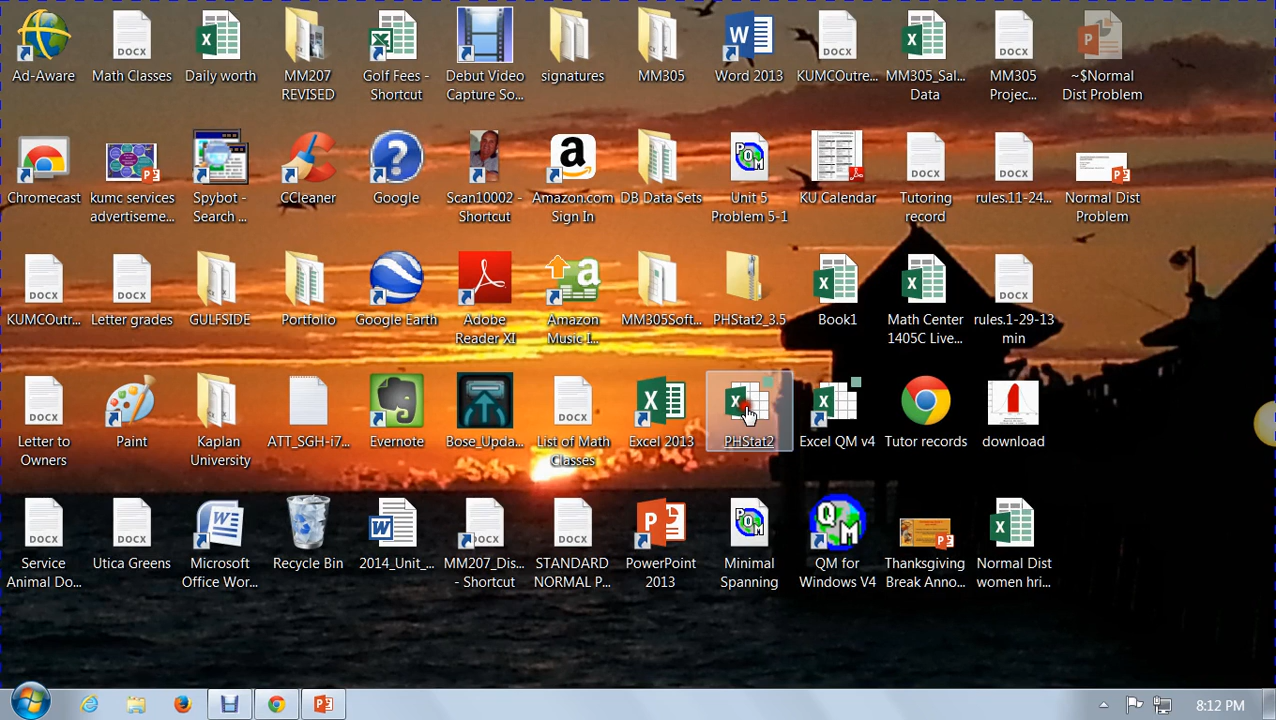 Ad-Aware
Math Classes
Daily worth
MM207
REVISED
Golf Fees -
Shortcut
Debut Video
Capture So...
signatures
MM305
Word 2013
KUMCOutre...
MM305_Sal...
Data
MM305
Projec...
~$Normal
Dist Problem
Chromecast
kmc services
advertiseme...
Spybot -
Search ...
CCleaner
Google
Scan10002 -
Shortcut
Amazon.com
Sign In
DB Data Sets
Unit 5
Problem 5-1
KU Calendar
Tutoring
record
rules.11-24...
Normal Dist
Problem
KUMCOutr...
Letter grades
GULFSIDE
Portfolio
Google Earth
Adobe
Reader XI
Amazon
Music I...
MM305Soft...
PHStat2_3.5
Book1
Math Center
1405C Live...
rules.1-29-13
min
Letter to
Owners
Paint
Kaplan
University
ATT_SGH-i7...
Evernote
Bose_Upda...
List of Math
Classes
Excel 2013
PHStat2
Excel QM v4
Tutor records
download
Service
Animal Do...
Utica Greens
Microsoft
Office Wor...
Recycle Bin
2014_Unit_...
MM207_Dis...
- Shortcut
STANDARD
NORMAL P...
PowerPoint
2013
Minimal
Spanning
QM for
Windows V4
Thanksgiving
Break Anno...
Normal Dist
women hri...
8:12 PM